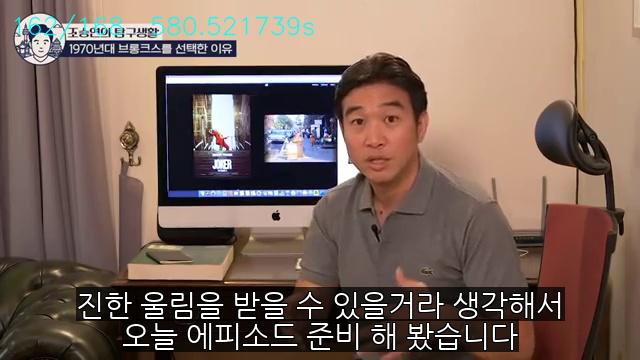 162/168, 580.521739s
조승연의 탐구생활
1970년대 브롱크스를 선택한 이유
JOKER
진한 울림을 받을 수 있을거라 생각해서
오늘 에피소드 준비 해 봤습니다